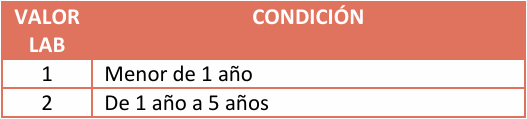 VALOR LAB CONDICIÓN
1 Menor de 1 año
2 De 1 año a 5 años